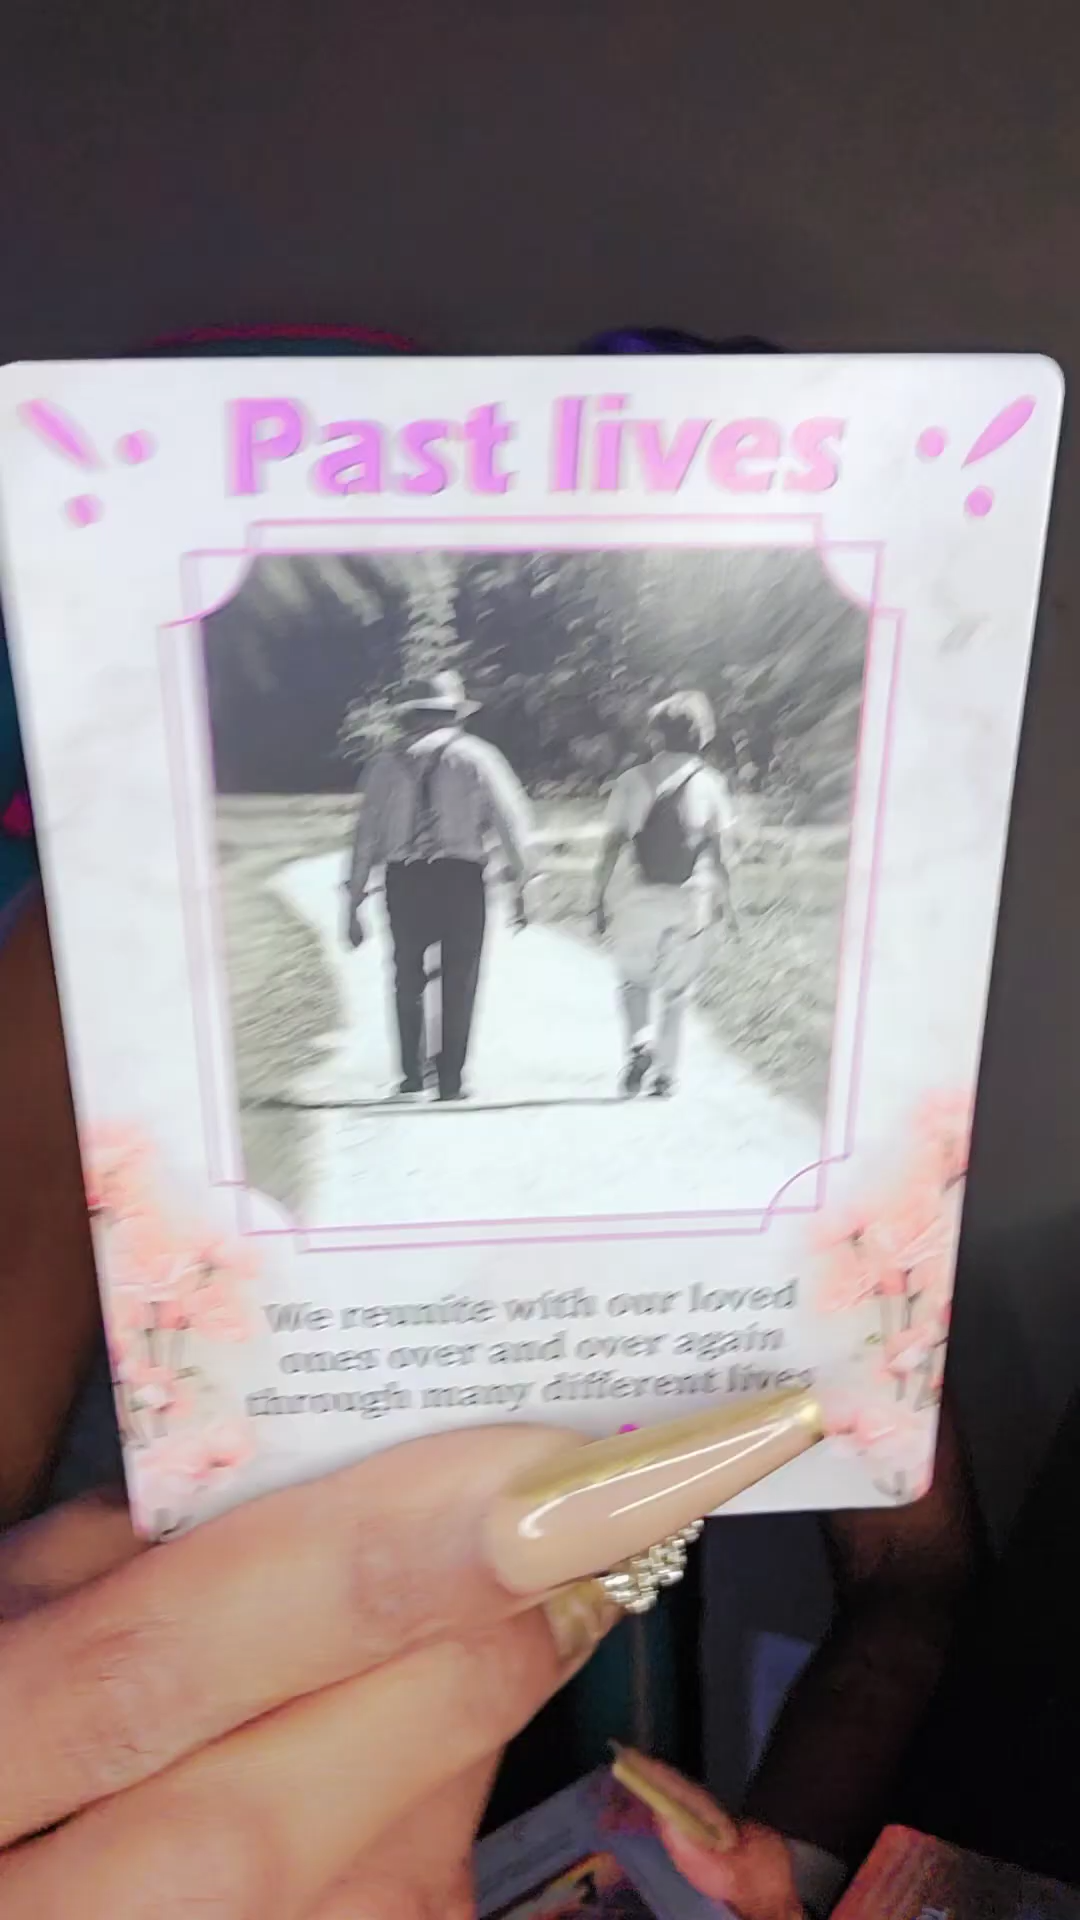 Past lives
We reunite with our loved
ones over and over again
through many different lives